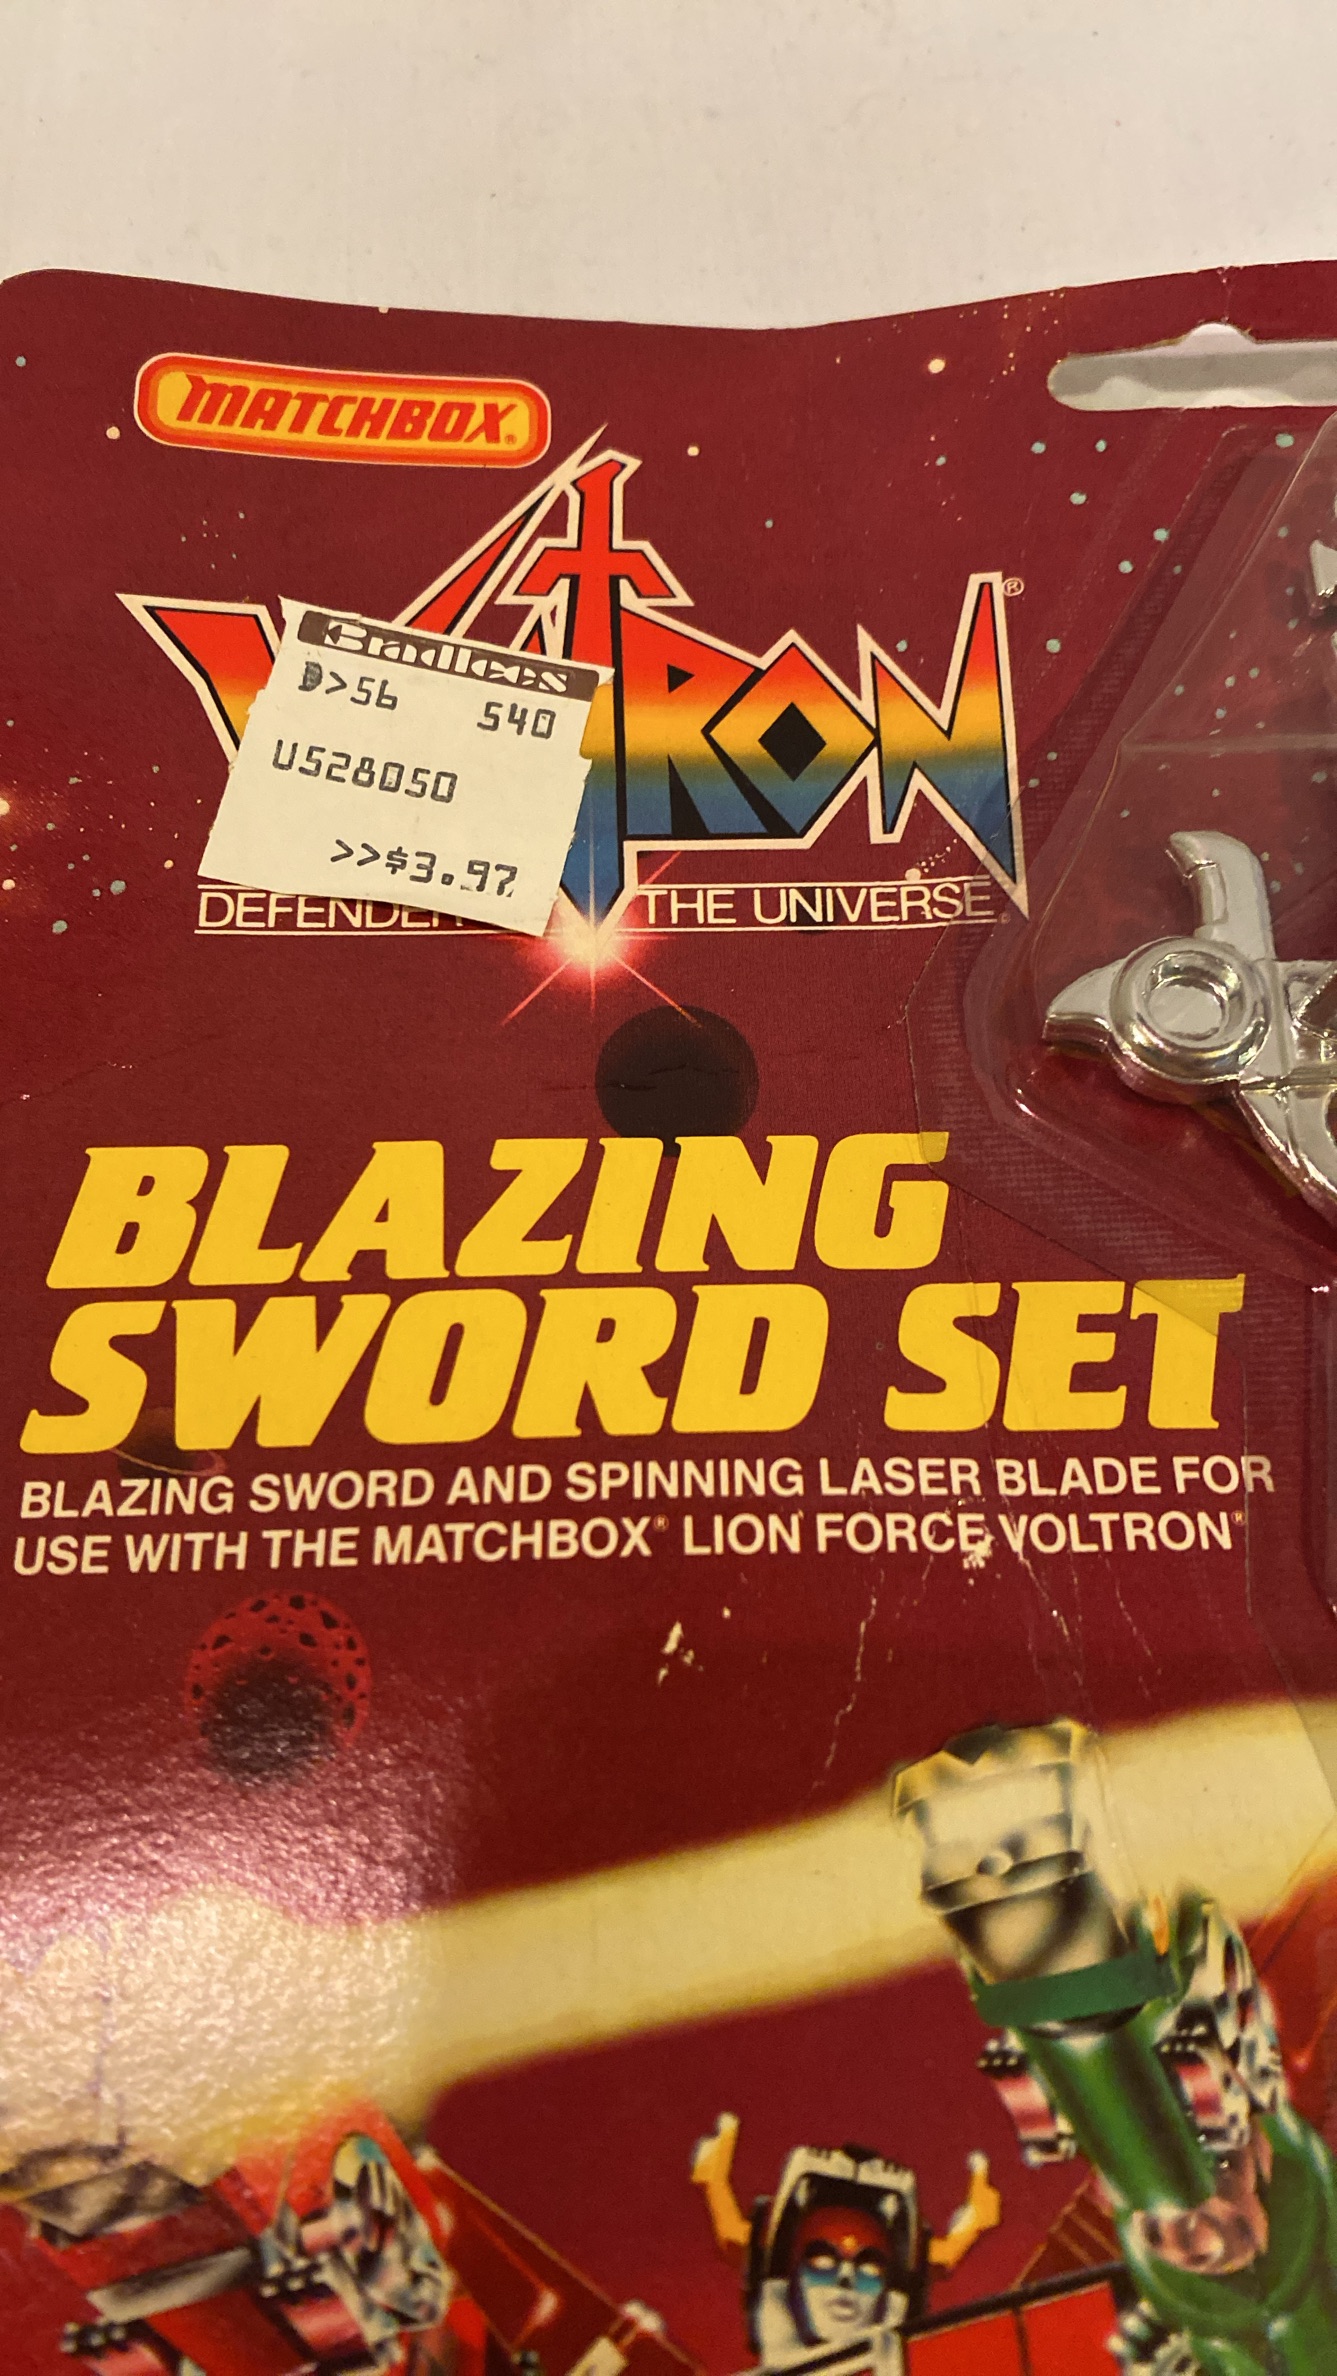 MATCHBOX®
VOLTRON®
Bradlees
D>56 540
U528050
>>$3.97
DEFENDER THE UNIVERSE
BLAZING
SWORD SET
BLAZING SWORD AND SPINNING LASER BLADE FOR
USE WITH THE MATCHBOX® LION FORCE VOLTRON®